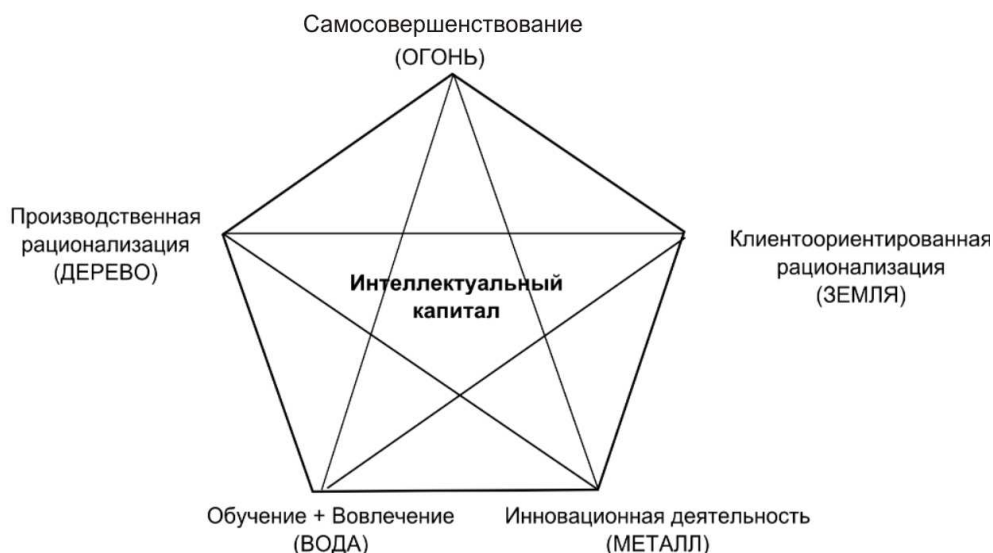 Самосовершенствование
(ОГОНЬ)
Производственная
рационализация
(ДЕРЕВО)
Клиентоориентированная
рационализация
(ЗЕМЛЯ)
Интеллектуальный
капитал
Обучение + Вовлечение
(ВОДА)
Инновационная деятельность
(МЕТАЛЛ)